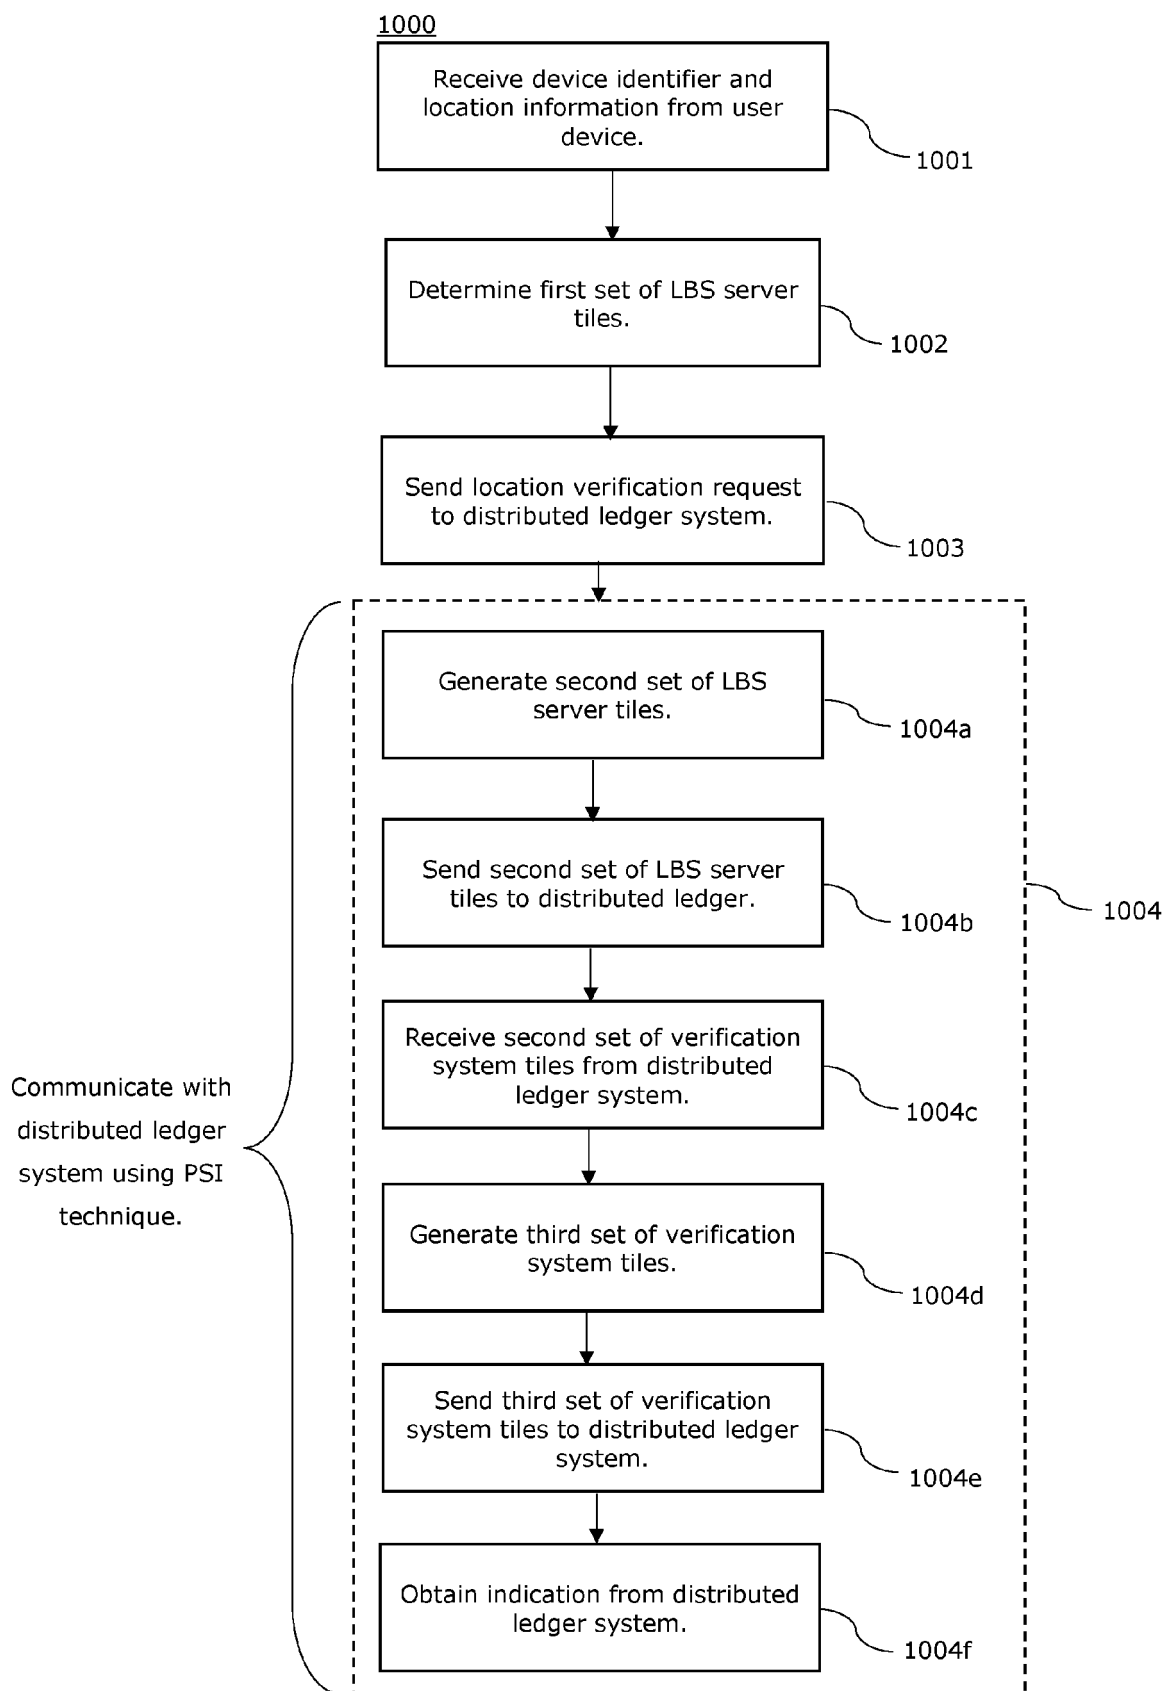 1000
Receive device identifier and
location information from user
device.
1001
Determine first set of LBS server
tiles.
1002
Send location verification request
to distributed ledger system.
1003
Generate second set of LBS
server tiles.
1004a
Send second set of LBS server
tiles to distributed ledger.
1004b
1004
Receive second set of verification
system tiles from distributed
ledger system.
1004c
Communicate with
distributed ledger
system using PSI
technique.
Generate third set of verification
system tiles.
1004d
Send third set of verification
system tiles to distributed ledger
system.
1004e
Obtain indication from distributed
ledger system.
1004f